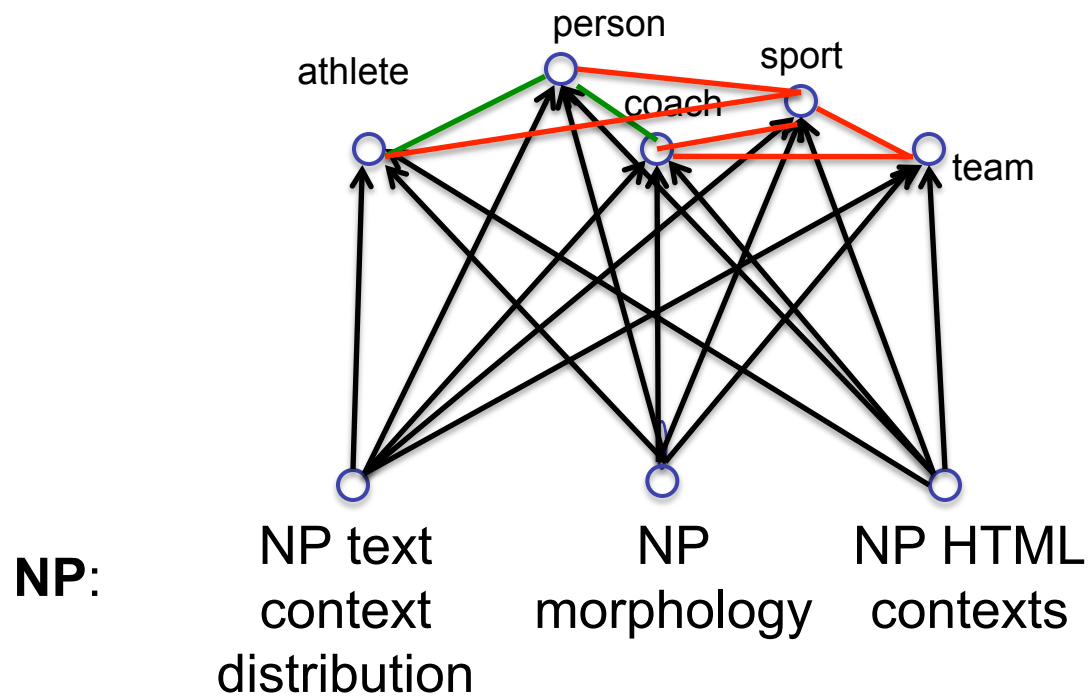 person
sport
athlete
coach
team
NP:
NP text
context
distribution
NP
morphology
NP HTML
contexts